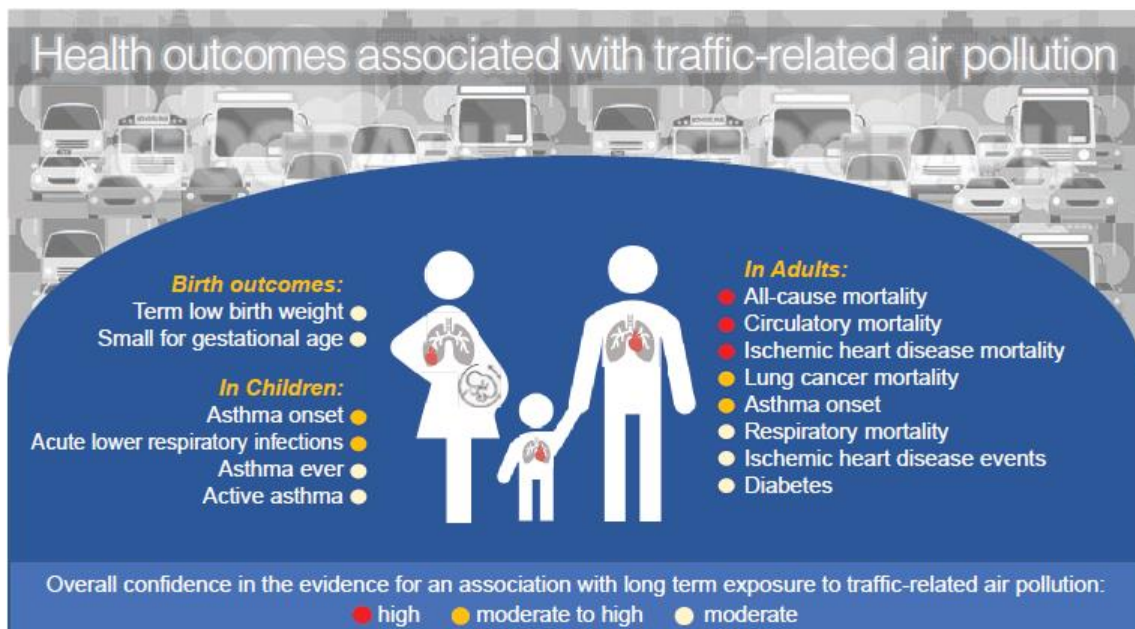 Health outcomes associated with traffic-related air pollution
Birth outcomes:
Term low birth weight
Small for gestational age
In Children:
Asthma onset
Acute lower respiratory infections
Asthma ever
Active asthma
In Adults:
All-cause mortality
Circulatory mortality
Ischemic heart disease mortality
Lung cancer mortality
Asthma onset
Respiratory mortality
Ischemic heart disease events
Diabetes
Overall confidence in the evidence for an association with long term exposure to traffic-related air pollution:
high moderate to high moderate